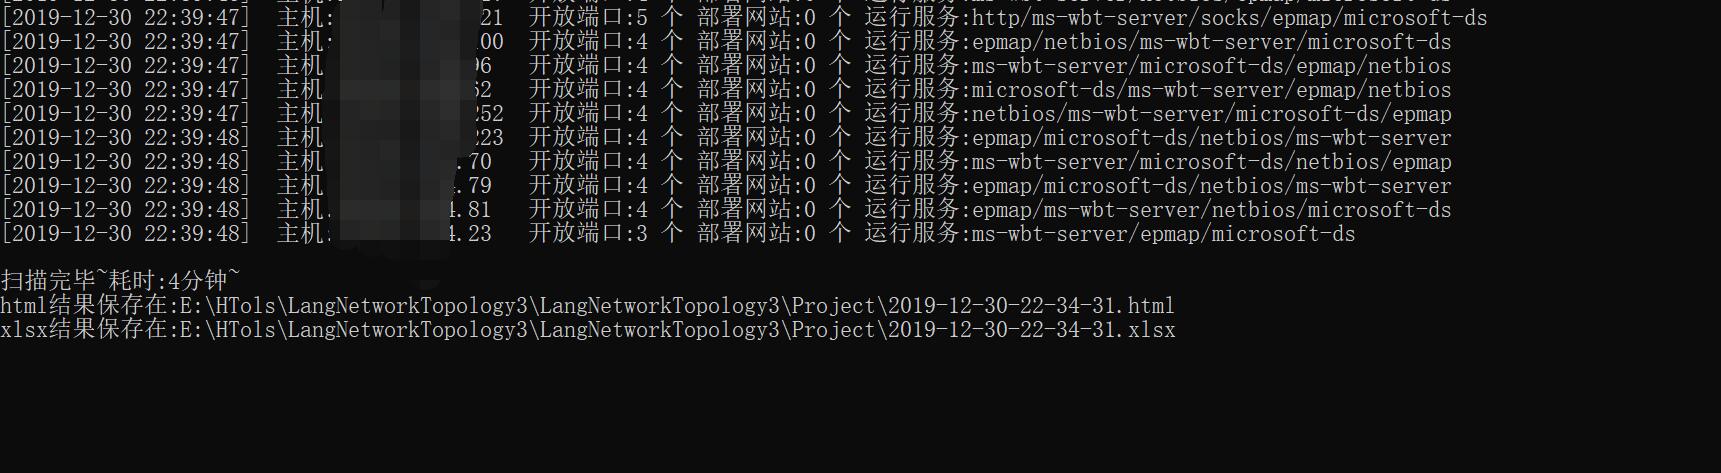 [2019-12-30 22:39:47] 主机: 21 开放端口:5 个 部署网站:0 个 运行服务:http/ms-wbt-server/socks/epmap/microsoft-ds
[2019-12-30 22:39:47] 主机: 00 开放端口:4 个 部署网站:0 个 运行服务:epmap/netbios/ms-wbt-server/microsoft-ds
[2019-12-30 22:39:47] 主机 96 开放端口:4 个 部署网站:0 个 运行服务:ms-wbt-server/microsoft-ds/epmap/netbios
[2019-12-30 22:39:47] 主机 52 开放端口:4 个 部署网站:0 个 运行服务:microsoft-ds/ms-wbt-server/epmap/netbios
[2019-12-30 22:39:47] 主机 252 开放端口:4 个 部署网站:0 个 运行服务:netbios/ms-wbt-server/microsoft-ds/epmap
[2019-12-30 22:39:48] 主机 223 开放端口:4 个 部署网站:0 个 运行服务:epmap/microsoft-ds/netbios/ms-wbt-server
[2019-12-30 22:39:48] 主机 .70 开放端口:4 个 部署网站:0 个 运行服务:ms-wbt-server/microsoft-ds/netbios/epmap
[2019-12-30 22:39:48] 主机 .79 开放端口:4 个 部署网站:0 个 运行服务:epmap/microsoft-ds/netbios/ms-wbt-server
[2019-12-30 22:39:48] 主机: 4.81 开放端口:4 个 部署网站:0 个 运行服务:epmap/ms-wbt-server/netbios/microsoft-ds
[2019-12-30 22:39:48] 主机: 4.23 开放端口:3 个 部署网站:0 个 运行服务:ms-wbt-server/epmap/microsoft-ds
扫描完毕~耗时:4分钟~
html结果保存在:E:\HTols\LangNetworkTopology3\LangNetworkTopology3\Project\2019-12-30-22-34-31.html
xlsx结果保存在:E:\HTols\LangNetworkTopology3\LangNetworkTopology3\Project\2019-12-30-22-34-31.xlsx